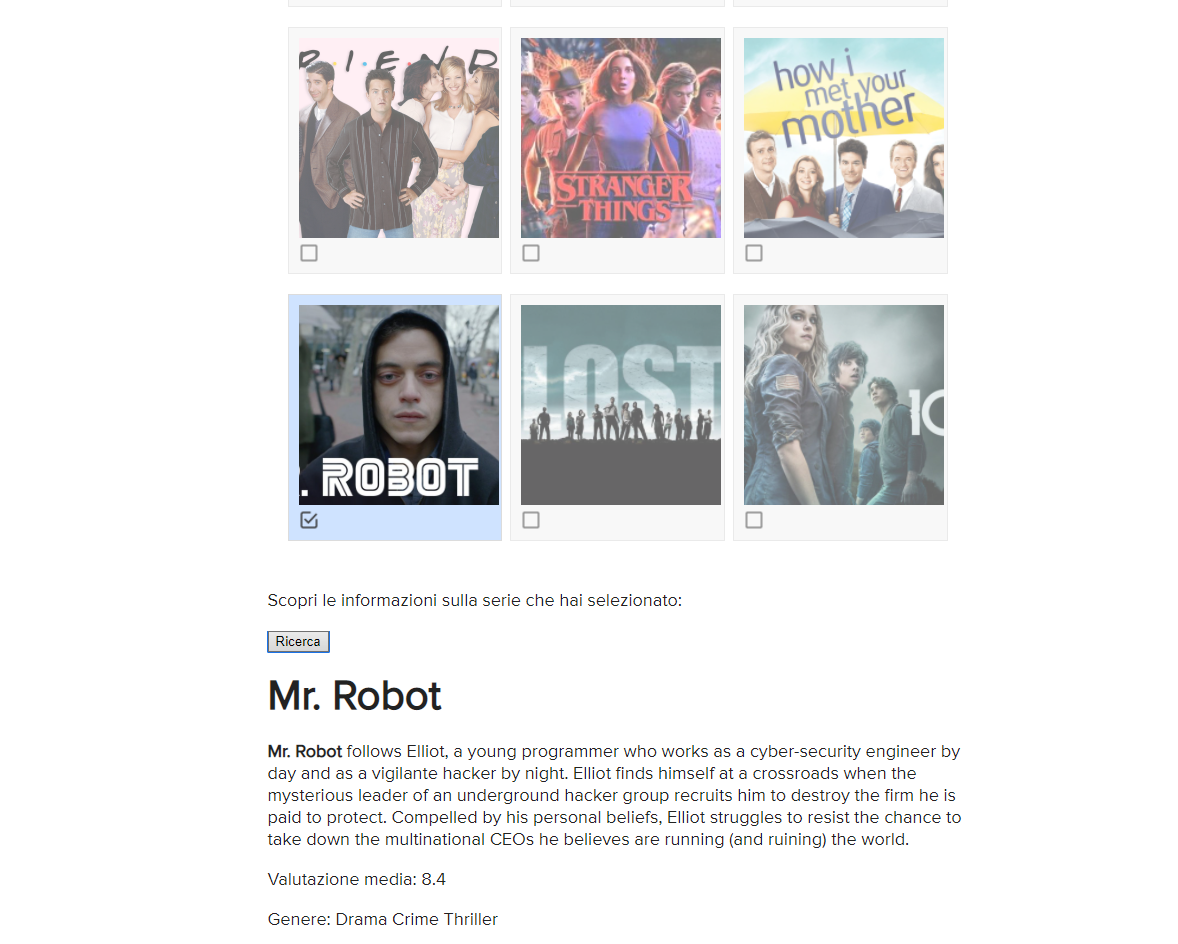 RIEND
STRANGER
THINGS
how i
met your
mother
. ROBOT
LOST
10
Scopri le informazioni sulla serie che hai selezionato:
Ricerca
Mr. Robot
Mr. Robot follows Elliot, a young programmer who works as a cyber-security engineer by
day and as a vigilante hacker by night. Elliot finds himself at a crossroads when the
mysterious leader of an underground hacker group recruits him to destroy the firm he is
paid to protect. Compelled by his personal beliefs, Elliot struggles to resist the chance to
take down the multinational CEOs he believes are running (and ruining) the world.
Valutazione media: 8.4
Genere: Drama Crime Thriller